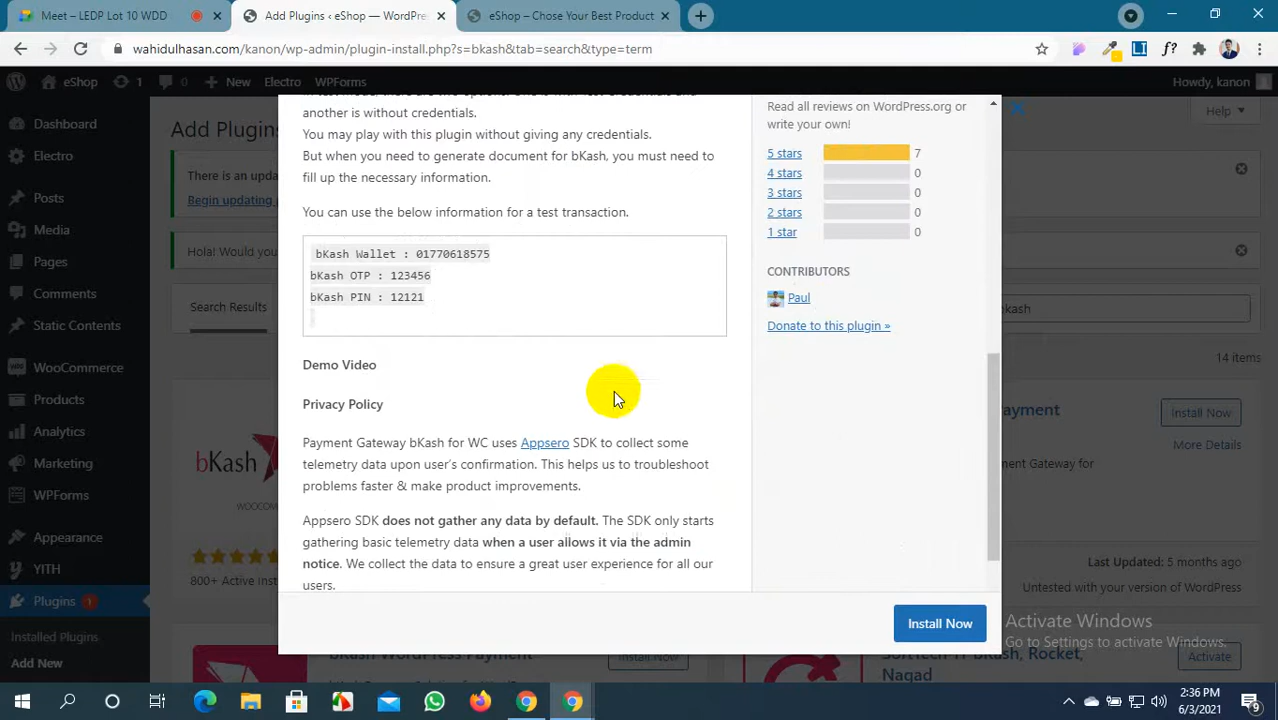 Meet – LEDP Lot 10 WDD
Add Plugins ‹ eShop — WordPre
eShop – Chose Your Best Product
wahidulhasan.com/kanon/wp-admin/plugin-install.php?s=bkash&tab=search&type=term
eShop
1
0
New
Electro
WPForms
Howdy, kanon
Dashboard
Electro
Posts
Media
Pages
Comments
Static Contents
WooCommerce
Products
Analytics
Marketing
WPForms
Appearance
YITH
Plugins 1
Installed Plugins
Add New
Add Plugins
Help
There is an upda
Begin updating
Hola! Would yo
Search Results
kash
14 items
another is without credentials.
You may play with this plugin without giving any credentials.
But when you need to generate document for bKash, you must need to
fill up the necessary information.
You can use the below information for a test transaction.
bKash Wallet : 01770618575
bKash OTP : 123456
bKash PIN : 12121
Demo Video
Privacy Policy
Payment Gateway bKash for WC uses Appsero SDK to collect some
telemetry data upon user's confirmation. This helps us to troubleshoot
problems faster & make product improvements.
Appsero SDK does not gather any data by default. The SDK only starts
gathering basic telemetry data when a user allows it via the admin
notice. We collect the data to ensure a great user experience for all our
users.
Read all reviews on WordPress.org or
write your own!
5 stars 7
4 stars 0
3 stars 0
2 stars 0
1 star 0
CONTRIBUTORS
Paul
Donate to this plugin »
Install Now
bKash
WOOCOM
800+ Active Inst
ayment
Install Now
More Details
nent Gateway for
Last Updated: 5 months ago
Untested with your version of WordPress
bKash WordPress Payment
Install Now
SoftTech-IT bKash, Rocket,
Nagad
Activate
Activate Windows
Go to Settings to activate Windows.
2:36 PM
6/3/2021
9